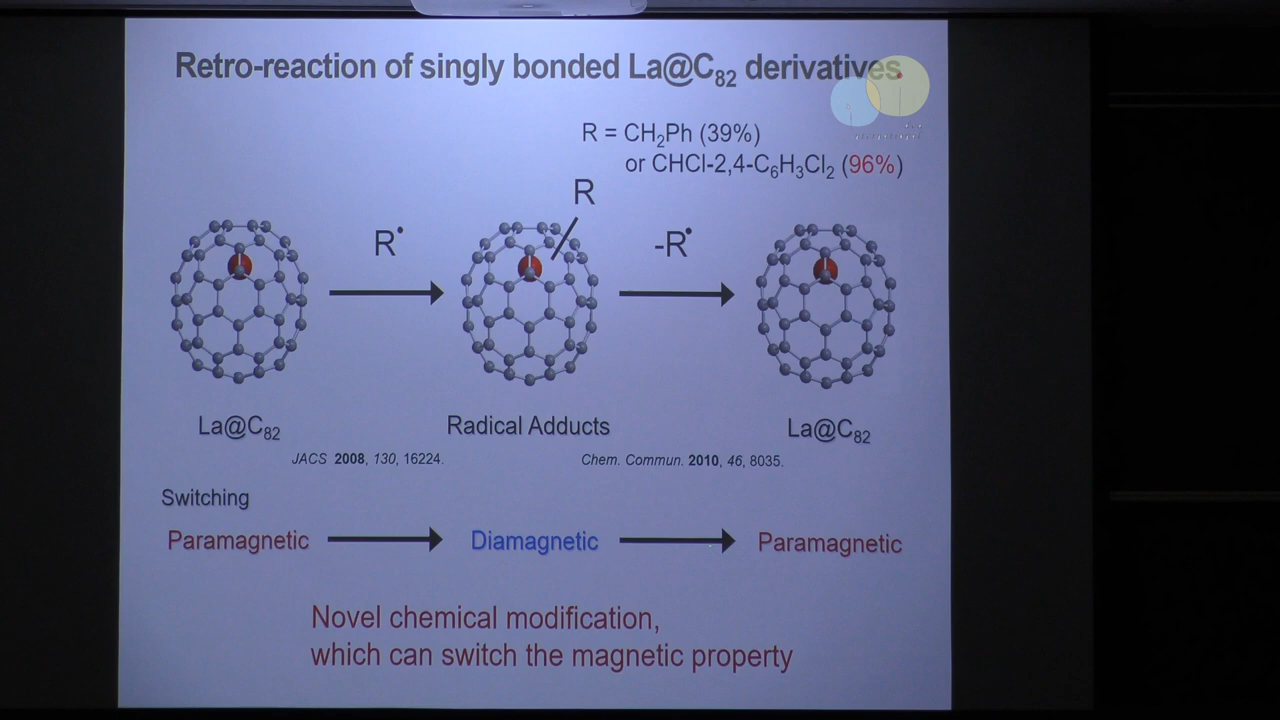 Retro-reaction of singly bonded La@C₈₂ derivatives
R = CH₂Ph (39%)
or CHCl-2,4-C₆H₃Cl₂ (96%)
R
R•
-R•
La@C₈₂
Radical Adducts
La@C₈₂
JACS 2008, 130, 16224.
Chem. Commun. 2010, 46, 8035.
Switching
Paramagnetic
Diamagnetic
Paramagnetic
Novel chemical modification,
which can switch the magnetic property